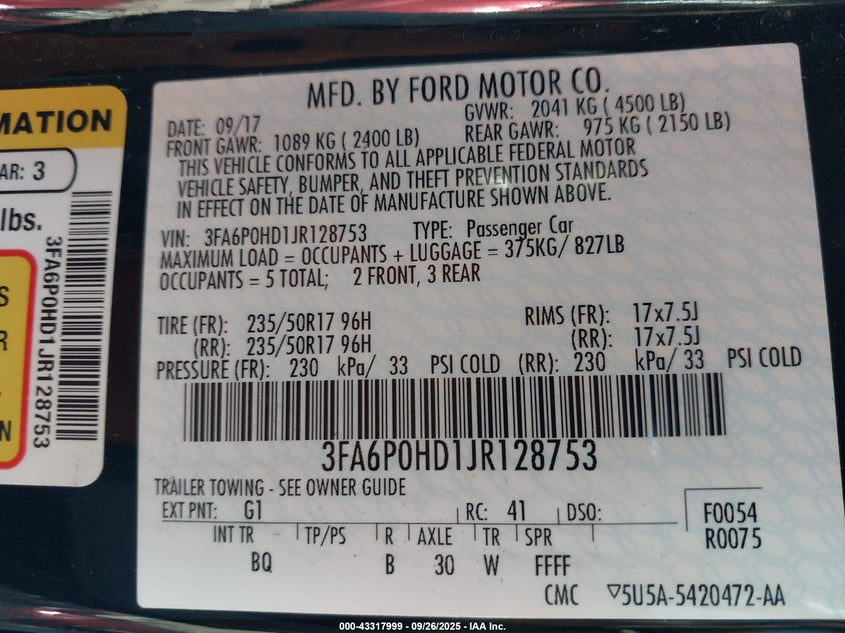 MATION
AR: 3
lbs.
3FA6P0HD1JR128753
S
R
N
MFD. BY FORD MOTOR CO.
DATE: 09/17 GVWR: 2041 KG ( 4500 LB)
FRONT GAWR: 1089 KG ( 2400 LB) REAR GAWR: 975 KG ( 2150 LB)
THIS VEHICLE CONFORMS TO ALL APPLICABLE FEDERAL MOTOR
VEHICLE SAFETY, BUMPER, AND THEFT PREVENTION STANDARDS
IN EFFECT ON THE DATE OF MANUFACTURE SHOWN ABOVE.
VIN: 3FA6P0HD1JR128753 TYPE: Passenger Car
MAXIMUM LOAD = OCCUPANTS + LUGGAGE = 375KG/ 827LB
OCCUPANTS = 5 TOTAL; 2 FRONT, 3 REAR
TIRE (FR): 235/50R17 96H RIMS (FR): 17x7.5J
(RR): 235/50R17 96H (RR): 17x7.5J
PRESSURE (FR): 230 kPa/ 33 PSI COLD (RR): 230 kPa/ 33 PSI COLD
3FA6P0HD1JR128753
TRAILER TOWING - SEE OWNER GUIDE
EXT PNT: G1 RC: 41 DSO: F0054
INT TR TP/PS R AXLE TR SPR R0075
BQ B 30 W FFFF
CMC ▽5U5A-5420472-AA
000-43317999 - 09/26/2025 - IAA Inc.